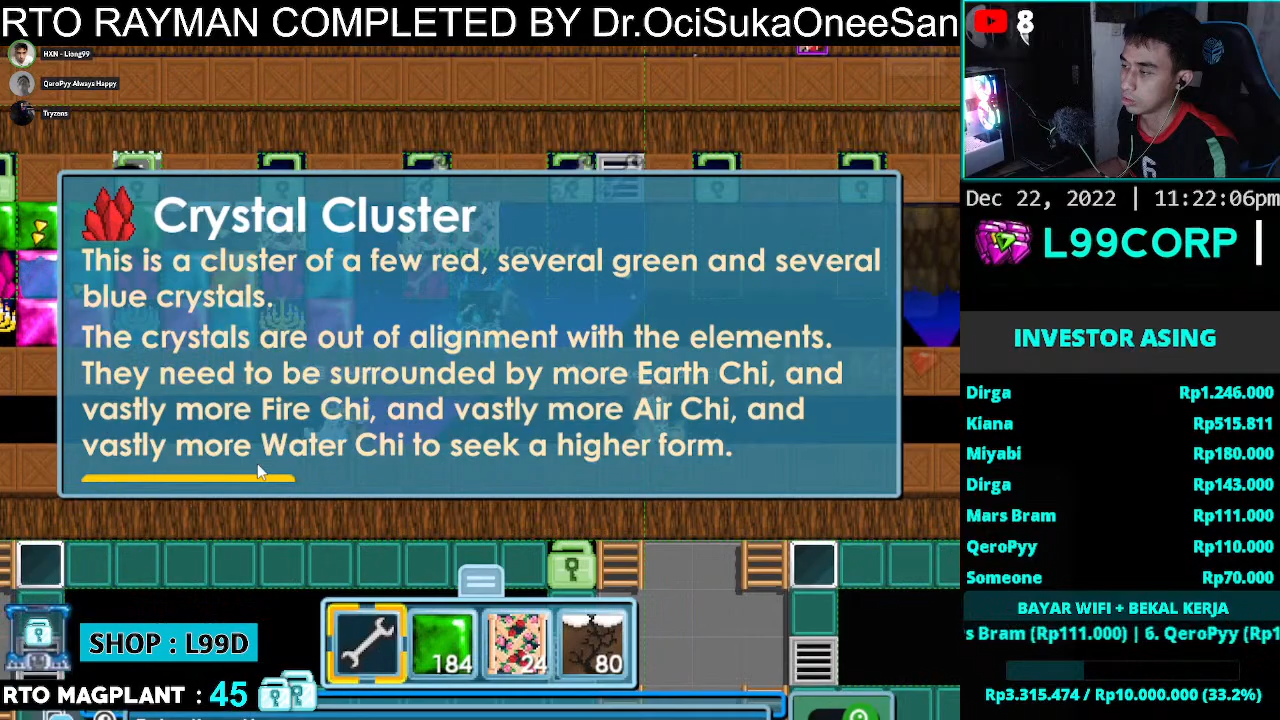 RTO RAYMAN COMPLETED BY Dr.OciSukaOneeSan
8
HXN - Liong99
QeroPyy Always Happy
Tryzens
Crystal Cluster
This is a cluster of a few red, several green and several
blue crystals.
The crystals are out of alignment with the elements.
They need to be surrounded by more Earth Chi, and
vastly more Fire Chi, and vastly more Air Chi, and
vastly more Water Chi to seek a higher form.
184
24
80
SHOP : L99D
RTO MAGPLANT : 45
Dec 22, 2022 | 11:22:06pm
L99CORP |
INVESTOR ASING
Dirga Rp1.246.000
Kiana Rp515.811
Miyabi Rp180.000
Dirga Rp143.000
Mars Bram Rp111.000
QeroPyy Rp110.000
Someone Rp70.000
BAYAR WIFI + BEKAL KERJA
s Bram (Rp111.000) | 6. QeroPyy (Rp1
Rp3.315.474 / Rp10.000.000 (33.2%)